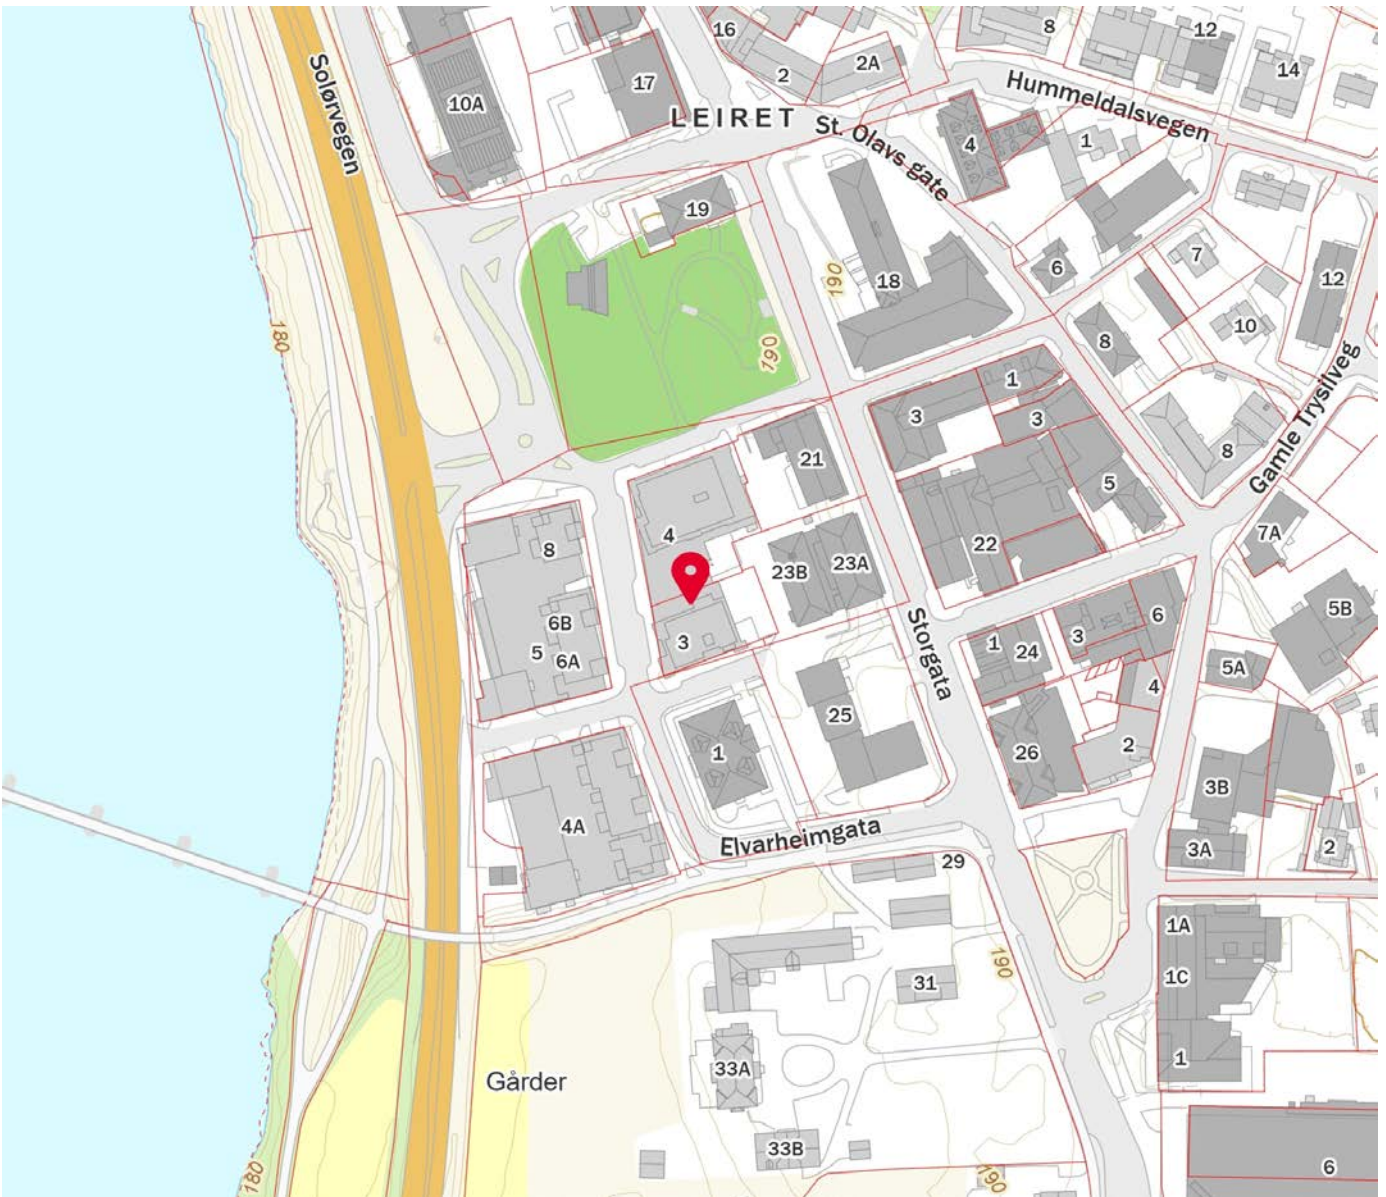 16
8
12
2
2A
14
17
10A
Solørvegen
LEIRET
St. Olavs gate
Hummeldalsvegen
4
1
19
6
7
12
18
190
10
180
8
190
1
3
3
8
Gamle Trysilveg
21
5
4
7A
8
22
23B
23A
5B
6B
3
5
6A
1
24
3
6
5A
Storgata
4
25
1
26
2
3B
4A
Elvarheimgata
3A
2
29
1A
190
1C
31
33A
1
Gårder
33B
180
190
6